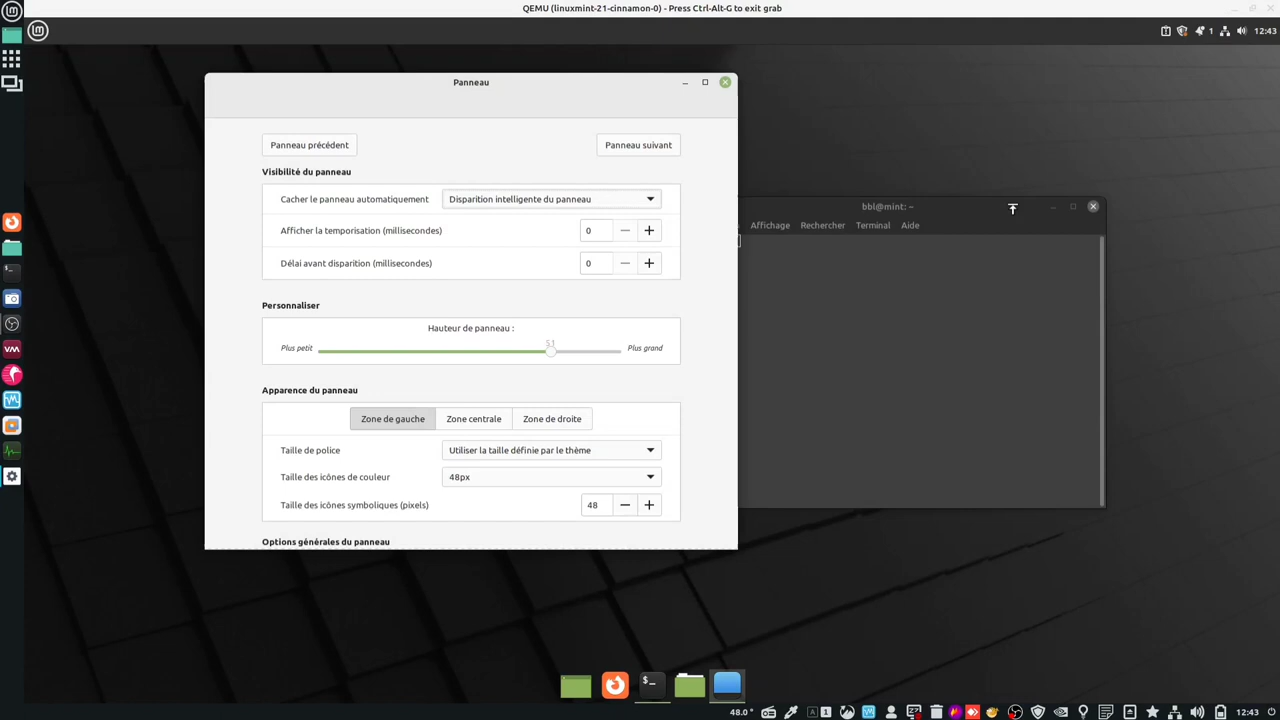 QEMU (linuxmint-21-cinnamon-0) - Press Ctrl-Alt-G to exit grab
1 12:43
Panneau
Panneau précédent
Panneau suivant
Visibilité du panneau
Cacher le panneau automatiquement
Disparition intelligente du panneau
Afficher la temporisation (millisecondes)
0
Délai avant disparition (millisecondes)
0
Personnaliser
Hauteur de panneau :
51
Plus petit
Plus grand
Apparence du panneau
Zone de gauche
Zone centrale
Zone de droite
Taille de police
Utiliser la taille définie par le thème
Taille des icônes de couleur
48px
Taille des icônes symboliques (pixels)
48
Options générales du panneau
bbl@mint: ~
Affichage Rechercher Terminal Aide
$_
48.0° A 1 12:43